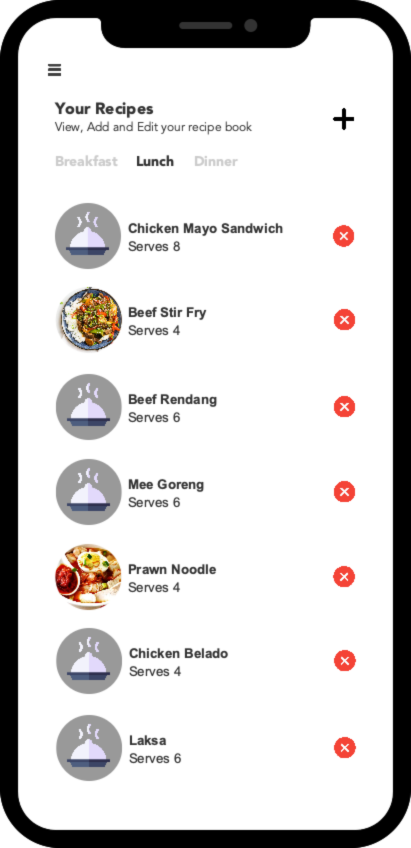 Your Recipes
View, Add and Edit your recipe book
Breakfast Lunch Dinner
Chicken Mayo Sandwich
Serves 8
Beef Stir Fry
Serves 4
Beef Rendang
Serves 6
Mee Goreng
Serves 6
Prawn Noodle
Serves 4
Chicken Belado
Serves 4
Laksa
Serves 6